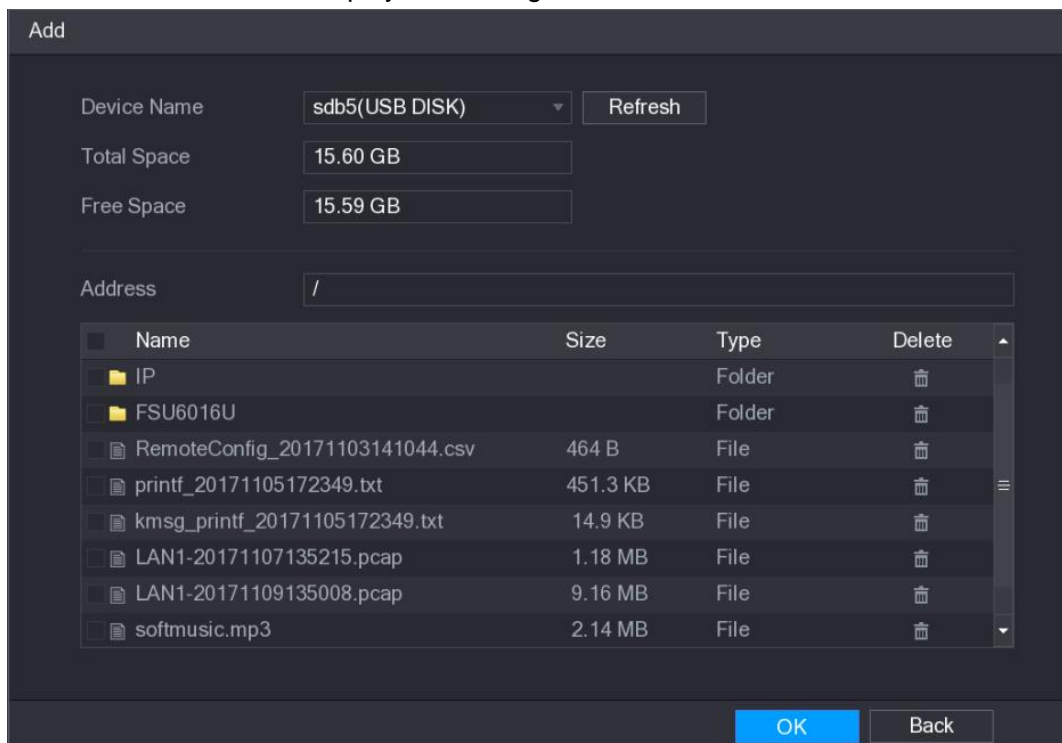 Add
Device Name sdb5(USB DISK) Refresh
Total Space 15.60 GB
Free Space 15.59 GB
Address /
Name Size Type Delete
IP Folder
FSU6016U Folder
RemoteConfig_20171103141044.csv 464 B File
printf_20171105172349.txt 451.3 KB File
kmsg_printf_20171105172349.txt 14.9 KB File
LAN1-20171107135215.pcap 1.18 MB File
LAN1-20171109135008.pcap 9.16 MB File
softmusic.mp3 2.14 MB File
OK Back